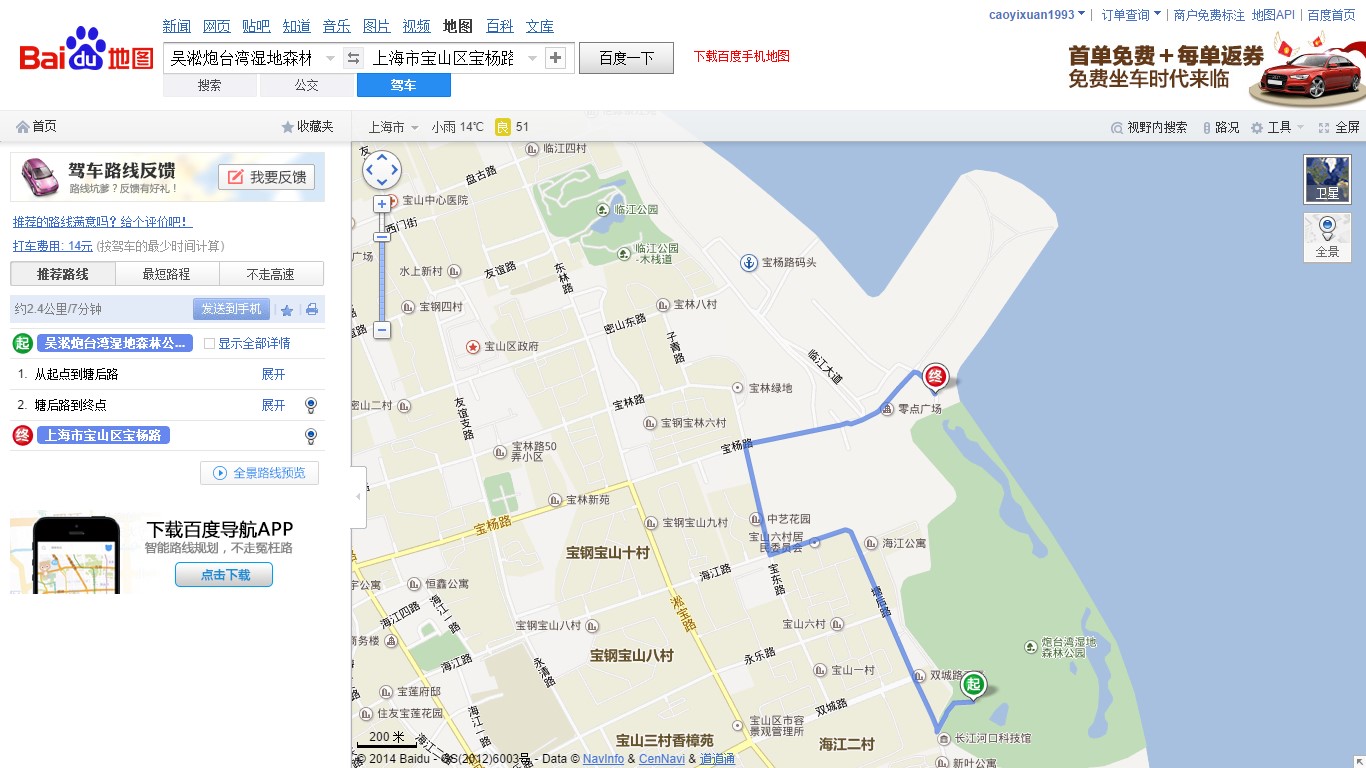 新闻 网页 贴吧 知道 音乐 图片 视频 地图 百科 文库
caoyixuan1993 订单查询 商户免费标注 地图API 百度首页
Baidu地图
吴淞炮台湾湿地森林 上海市宝山区宝杨路 百度一下 下载百度手机地图
搜索 公交 驾车
首单免费+每单返券
免费坐车时代来临
首页 收藏夹
上海市 小雨 14℃ 良 51
视野内搜索 路况 工具 全屏
驾车路线反馈
路线坑爹?反馈有好礼!
我要反馈
推荐的路线满意吗?给个评价吧!
打车费用: 14元 (按驾车的最少时间计算)
推荐路线 最短路程 不走高速
约2.4公里/7分钟 发送到手机
起 吴淞炮台湾湿地森林公... 显示全部详情
1. 从起点到塘后路 展开
2. 塘后路到终点 展开
终 上海市宝山区宝杨路
全景路线预览
下载百度导航APP
智能路线规划,不走冤枉路
点击下载
卫星
全景
临江四村
盘古路
宝山中心医院
西门街
临江公园
广场
临江公园
-木栈道
宝杨路码头
水上新村
友谊路
东林路
宝钢四村
宝林八村
密山东路
子青路
宝山区政府
临江大道
终
宝林绿地
密山二村
友谊支路
宝林路
零点广场
宝钢宝林六村
宝林路50
弄小区
宝杨路
宝林新苑
宝杨路
宝钢宝山九村
中艺花园
宝山六村居
民委员会
海江公寓
宝钢宝山十村
海江路
宝东路
塘后路
恒鑫公寓
海江四路
海江一路
淞宝路
宝钢宝山八村
宝山六村
商务楼
炮台湾湿地
森林公园
海江路
永清路
宝钢宝山八村
永乐路
宝山一村
双城路
起
宝莲府邸
双城路
住友宝莲花园
海江一路
宝山区市容
景观管理所
长江河口科技馆
海江二路
宝山三村香樟苑
海江二村
新叶公寓
200 米
© 2014 Baidu - GS(2012)6003号 - Data © NavInfo & CenNavi & 道道通